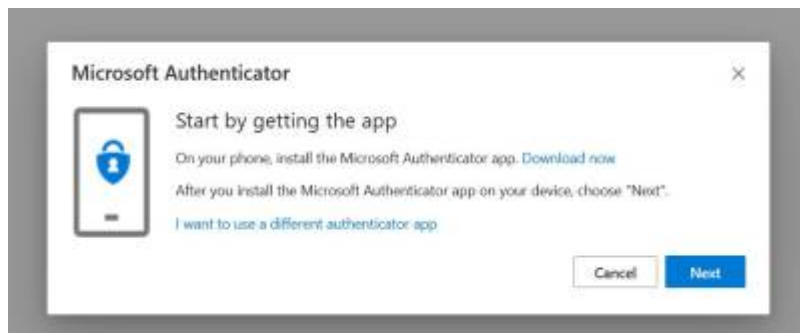 Microsoft Authenticator
Start by getting the app
On your phone, install the Microsoft Authenticator app. Download now
After you install the Microsoft Authenticator app on your device, choose "Next".
I want to use a different authenticator app
Cancel Next